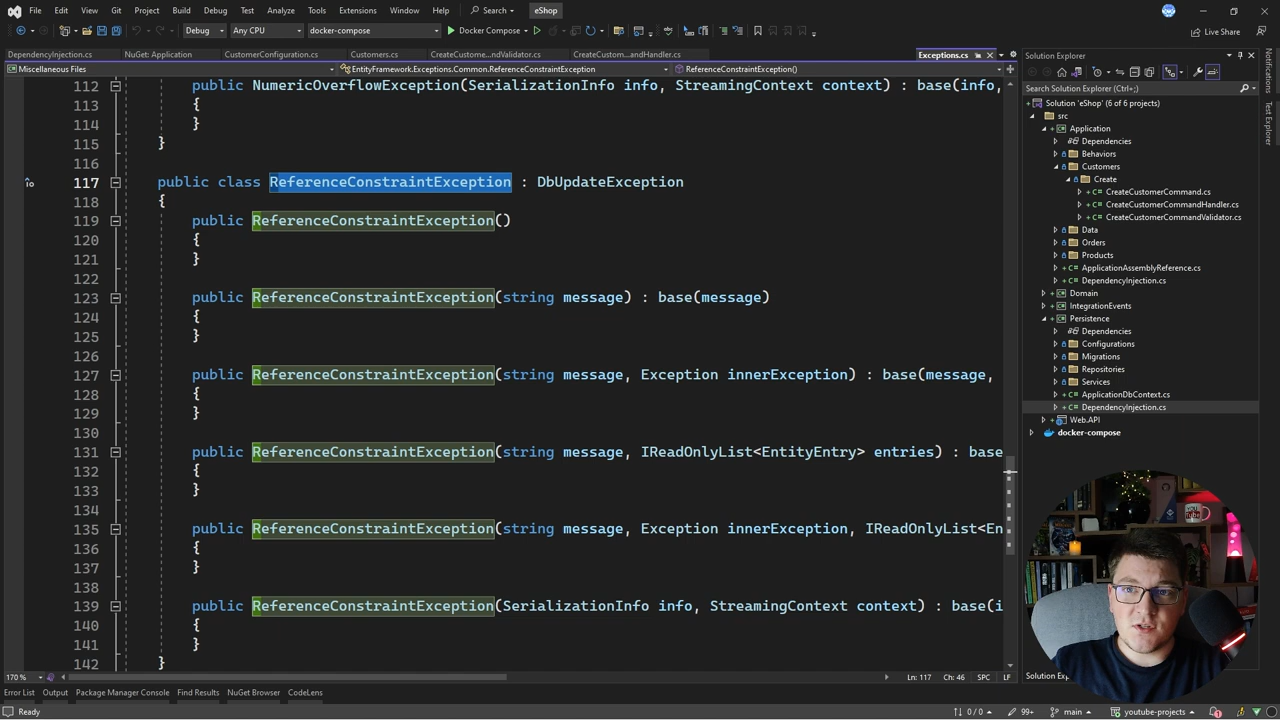 File Edit View Git Project Build Debug Test Analyze Tools Extensions Window Help Search eShop
Debug Any CPU docker-compose Docker Compose Live Share
DependencyInjection.cs NuGet: Application CustomerConfiguration.cs Customers.cs CreateCustom...ndValidator.cs CreateCustom...andHandler.cs Exceptions.cs
Miscellaneous Files EntityFramework.Exceptions.Common.ReferenceConstraintException ReferenceConstraintException()
112 public NumericOverflowException(SerializationInfo info, StreamingContext context) : base(info,
113 {
114 }
115 }
116
117 public class ReferenceConstraintException : DbUpdateException
118 {
119 public ReferenceConstraintException()
120 {
121 }
122
123 public ReferenceConstraintException(string message) : base(message)
124 {
125 }
126
127 public ReferenceConstraintException(string message, Exception innerException) : base(message,
128 {
129 }
130
131 public ReferenceConstraintException(string message, IReadOnlyList<EntityEntry> entries) : base
132 {
133 }
134
135 public ReferenceConstraintException(string message, Exception innerException, IReadOnlyList<En
136 {
137 }
138
139 public ReferenceConstraintException(SerializationInfo info, StreamingContext context) : base(i
140 {
141 }
142 }
170 % Ln: 117 Ch: 46 SPC LF
Solution Explorer
Search Solution Explorer (Ctrl+;)
Solution 'eShop' (6 of 6 projects)
src
Application
Dependencies
Behaviors
Customers
Create
CreateCustomerCommand.cs
CreateCustomerCommandHandler.cs
CreateCustomerCommandValidator.cs
Data
Orders
Products
ApplicationAssemblyReference.cs
DependencyInjection.cs
Domain
IntegrationEvents
Persistence
Dependencies
Configurations
Migrations
Repositories
Services
ApplicationDbContext.cs
DependencyInjection.cs
Web.API
docker-compose
Notifications
Test Explorer
You Tube
Solution Ex
Error List Output Package Manager Console Find Results NuGet Browser CodeLens
Ready 0 / 0 99+ main youtube-projects